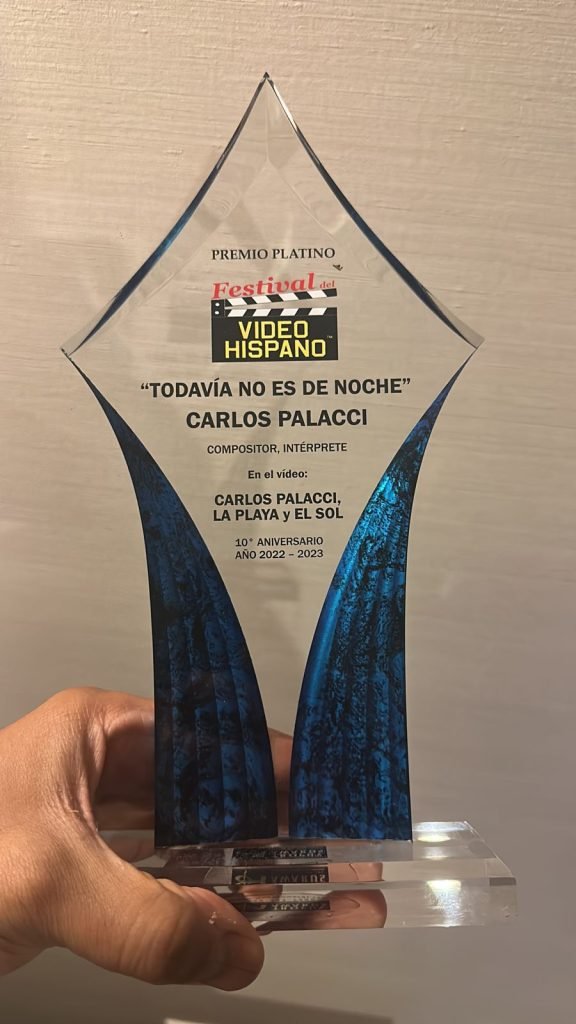 PREMIO PLATINO
Festival del
VIDEO
HISPANO™
“TODAVÍA NO ES DE NOCHE”
CARLOS PALACCI
COMPOSITOR, INTÉRPRETE
En el vídeo:
CARLOS PALACCI,
LA PLAYA y EL SOL
10° ANIVERSARIO
AÑO 2022 – 2023